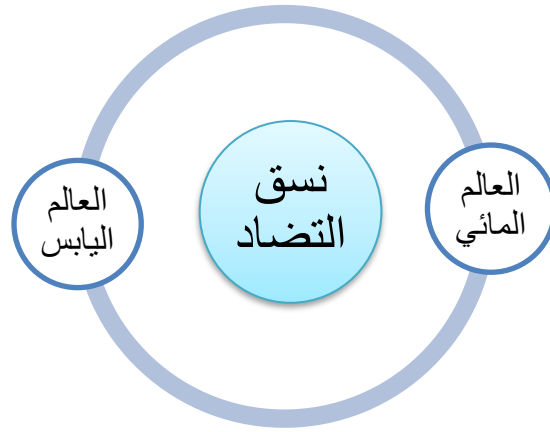 العالم
المائي
نسق
التضاد
العالم
اليابس